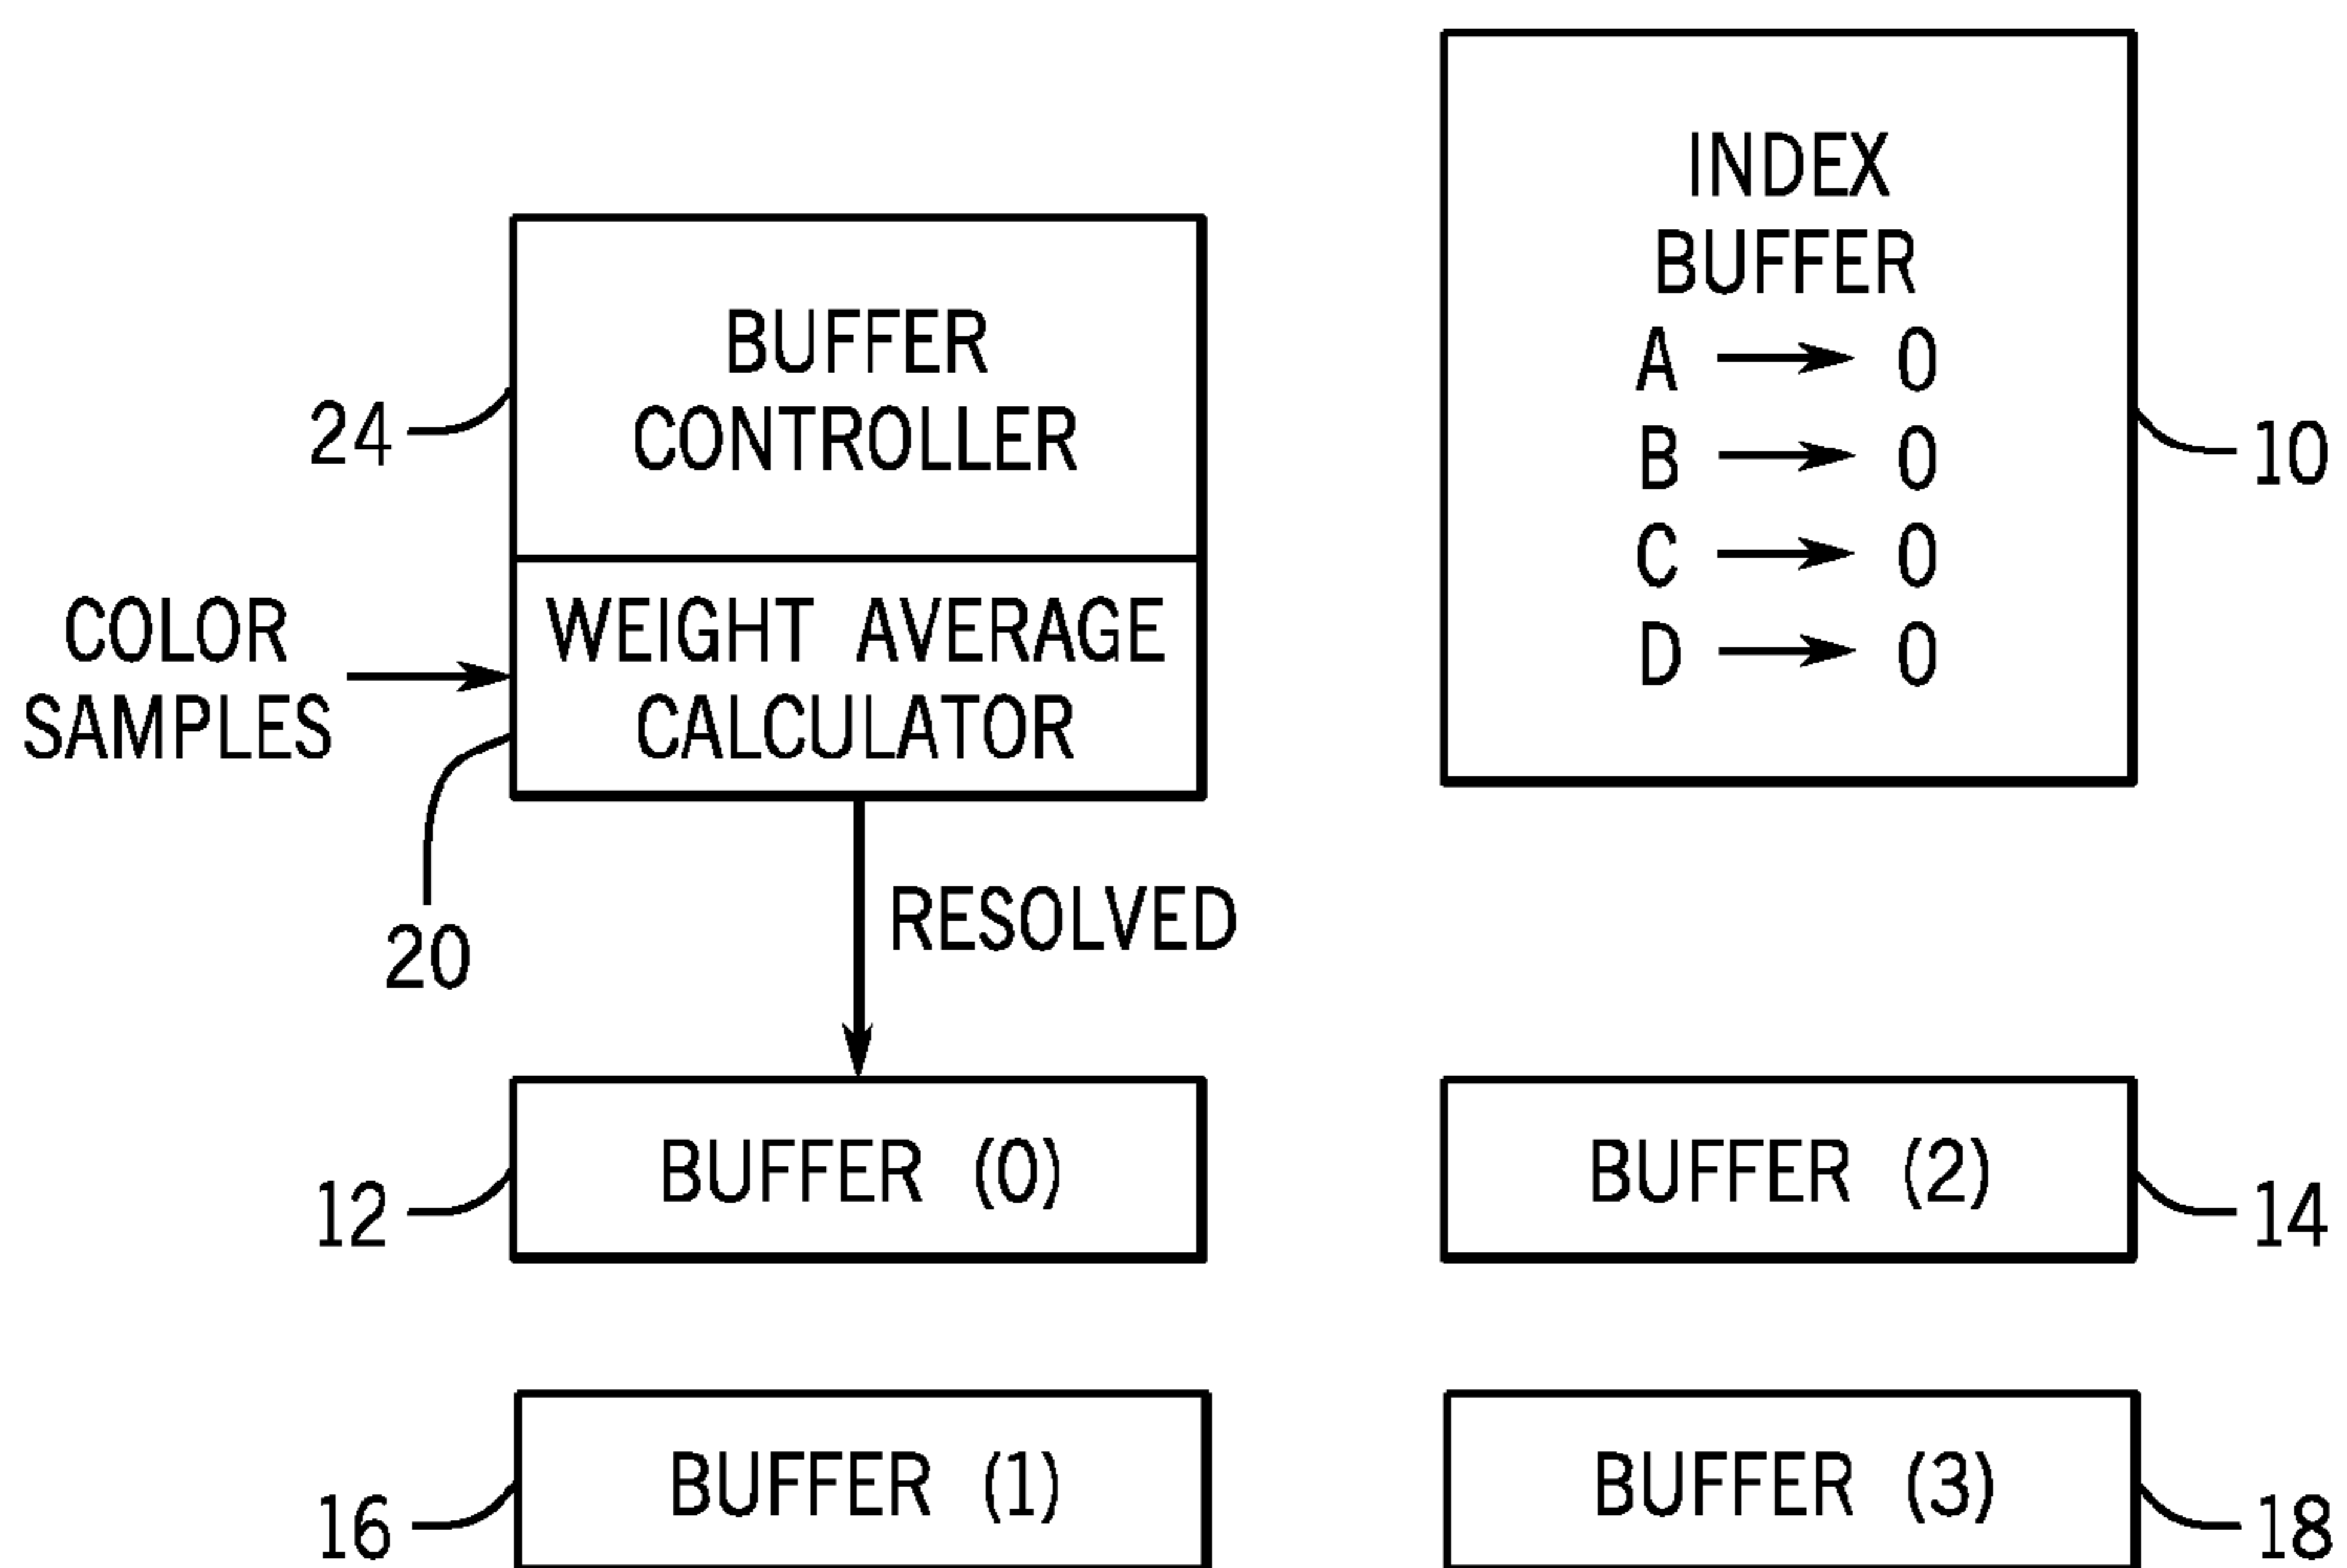 INDEX
BUFFER
A → 0
B → 0
C → 0
D → 0
10
BUFFER
CONTROLLER
24
COLOR
SAMPLES
WEIGHT AVERAGE
CALCULATOR
20
RESOLVED
BUFFER (0)
12
BUFFER (2)
14
BUFFER (1)
16
BUFFER (3)
18